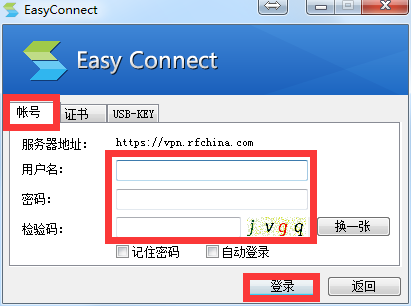 EasyConnect
Easy Connect
帐号 证书 USB-KEY
服务器地址: https://vpn.rfchina.com
用户名:
密码:
检验码: jvgq 换一张
记住密码 自动登录
登录 返回